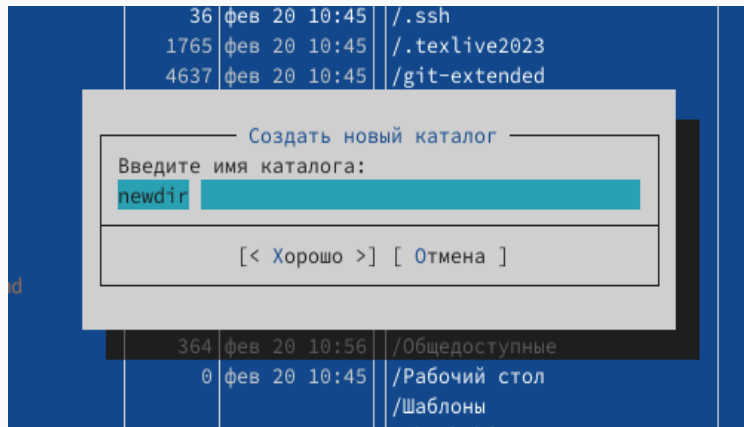 36 фев 20 10:45 /.ssh
1765 фев 20 10:45 /.texlive2023
4637 фев 20 10:45 /git-extended
Создать новый каталог
Введите имя каталога:
newdir
[< Хорошо >] [ Отмена ]
nd
364 фев 20 10:56 /Общедоступные
0 фев 20 10:45 /Рабочий стол
/Шаблоны